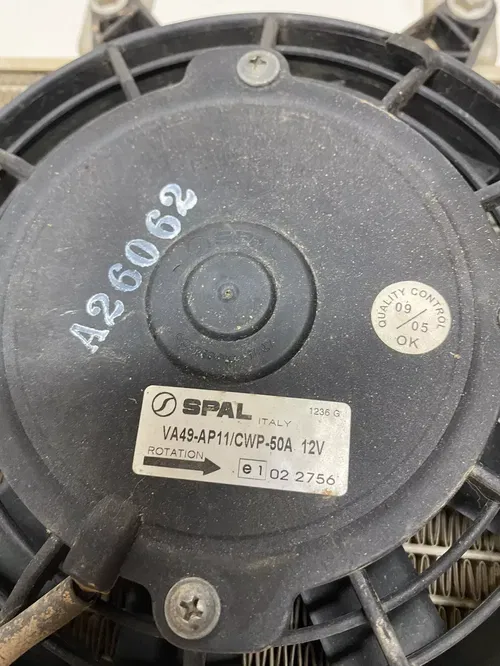 A26062
QUALITY CONTROL
09/05
OK
SPAL
ITALY
1236 G
VA49-AP11/CWP-50A 12V
ROTATION
e1 02 2756